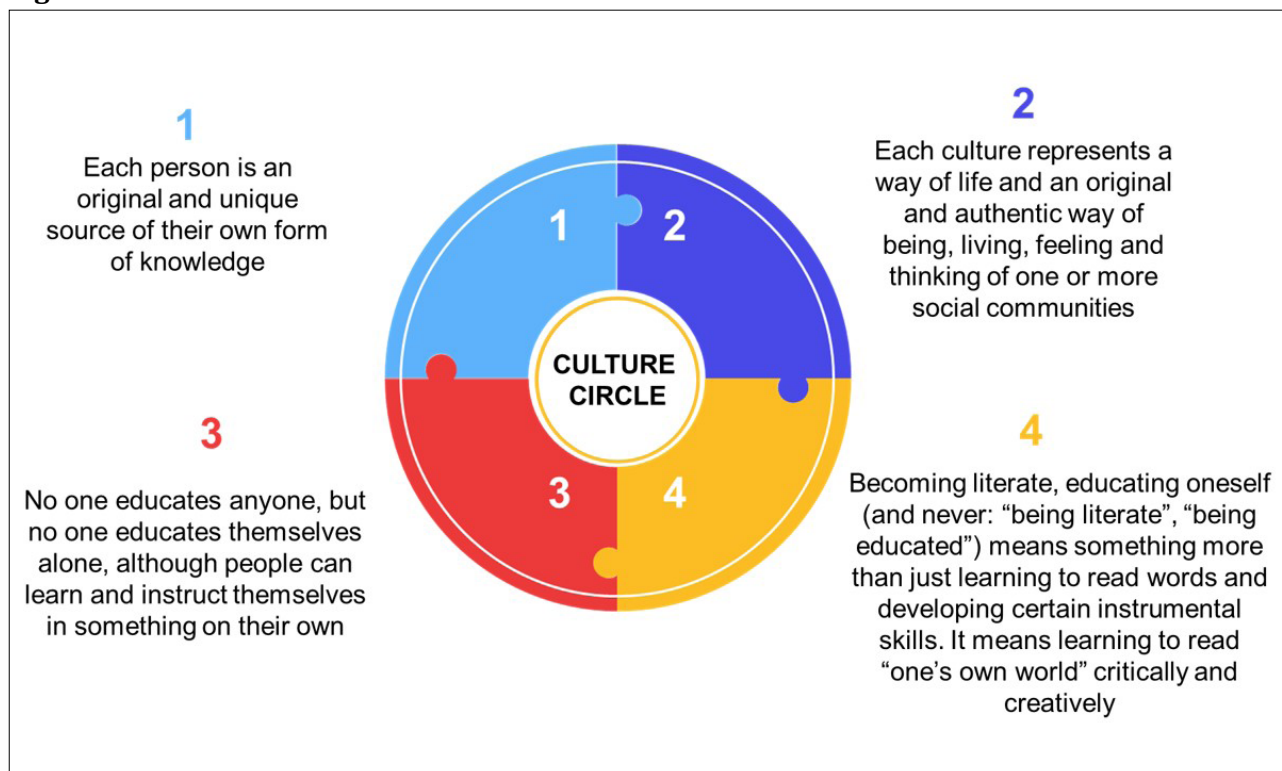 1
Each person is an
original and unique
source of their own form
of knowledge
2
Each culture represents a
way of life and an original
and authentic way of
being, living, feeling and
thinking of one or more
social communities
1
2
CULTURE
CIRCLE
3
4
3
No one educates anyone, but
no one educates themselves
alone, although people can
learn and instruct themselves
in something on their own
4
Becoming literate, educating oneself
(and never: “being literate”, “being
educated”) means something more
than just learning to read words and
developing certain instrumental
skills. It means learning to read
“one’s own world” critically and
creatively